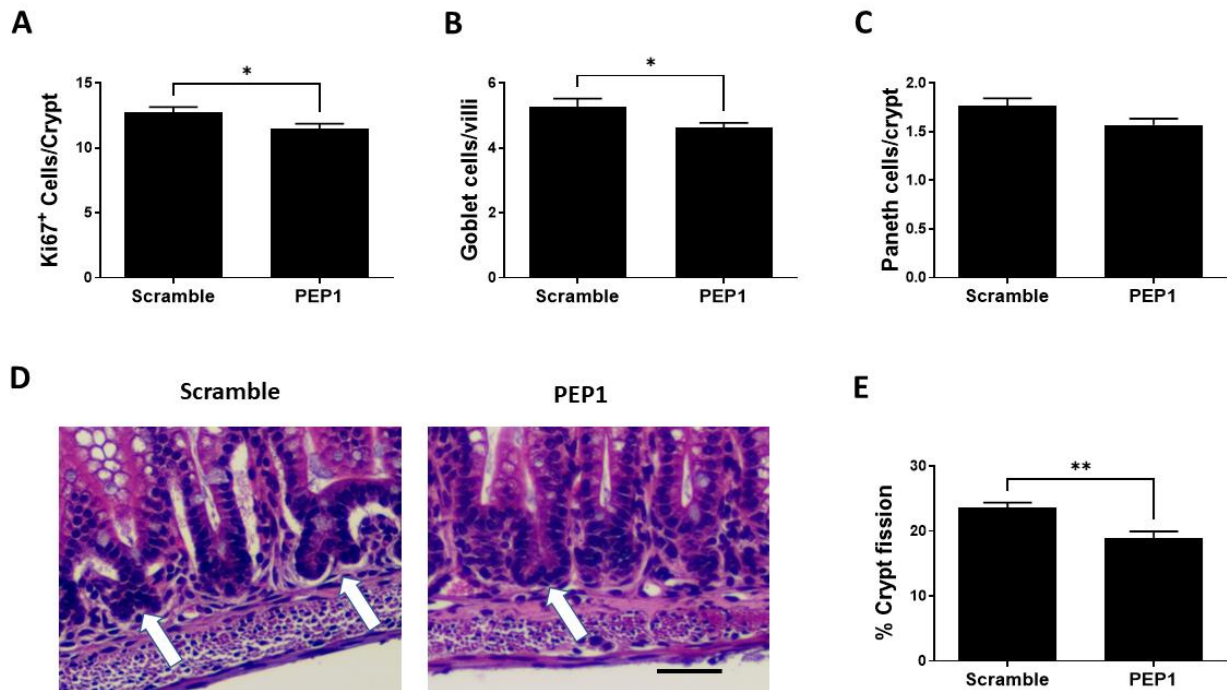 A
Ki67+ Cells/Crypt
15
10
5
0
*
Scramble
PEP1
B
Goblet cells/villi
6
4
2
0
*
Scramble
PEP1
C
Paneth cells/crypt
2.0
1.5
1.0
0.5
0.0
Scramble
PEP1
D
Scramble
PEP1
E
% Crypt fission
30
20
10
0
**
Scramble
PEP1